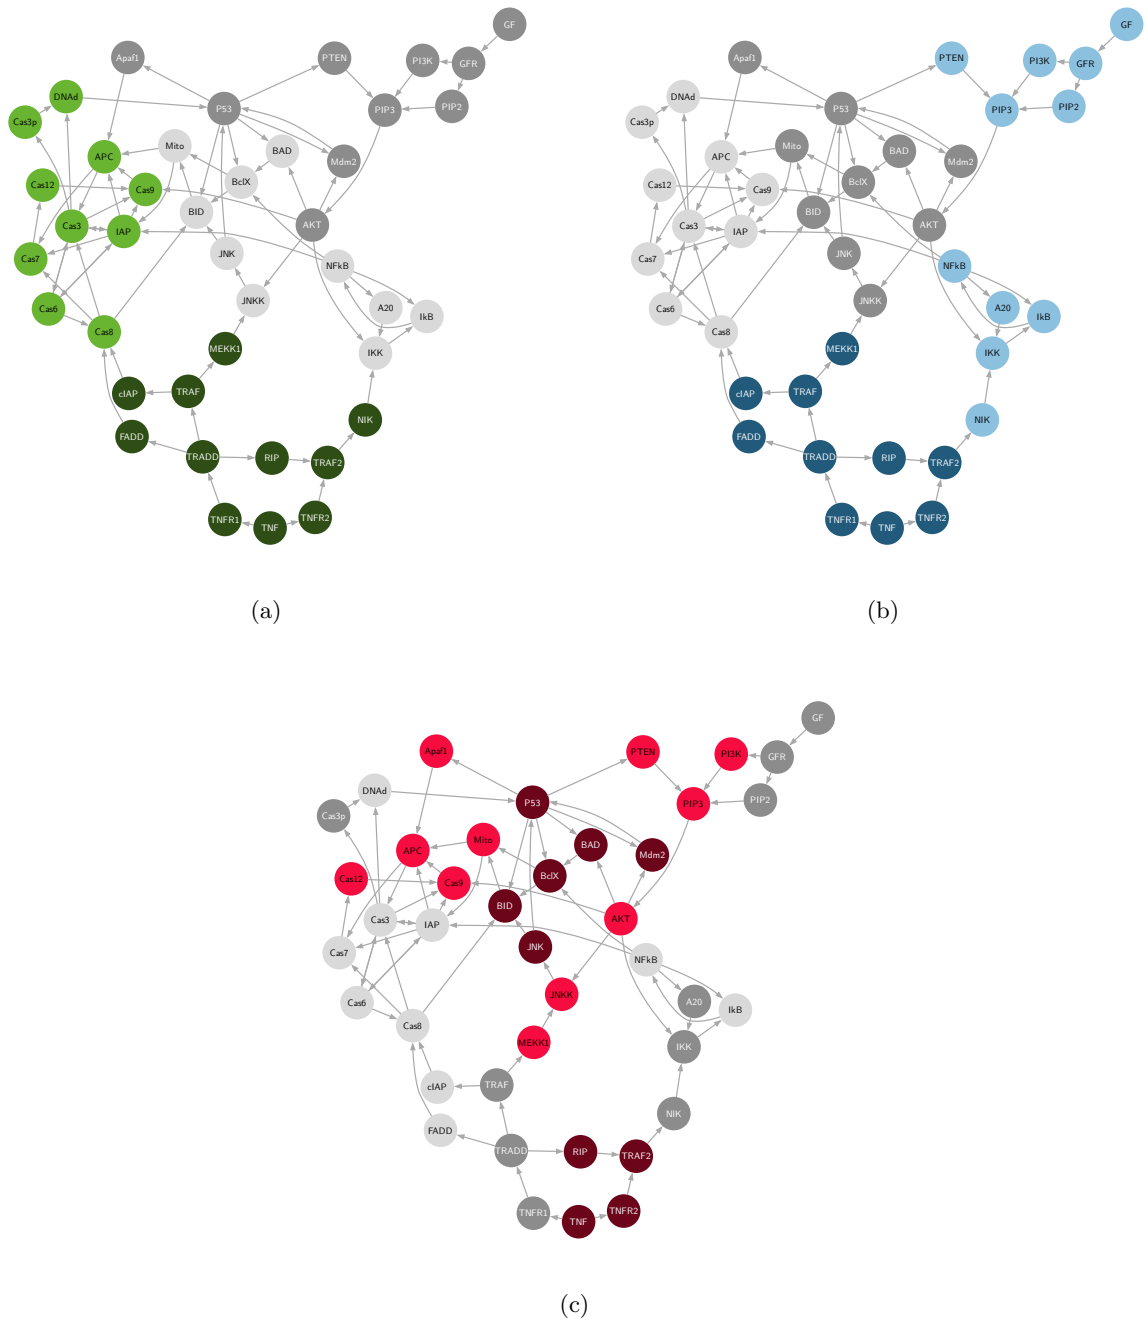 GF
Apaf1
PTEN
PI3K
GFR
DNAd
P53
PIP3
PIP2
Cas3p
APC
Mito
BAD
Mdm2
Cas12
Cas9
BclX
BID
Cas3
IAP
AKT
Cas7
JNK
NFkB
Cas6
JNKK
A20
IkB
Cas8
MEKK1
IKK
cIAP
TRAF
NIK
FADD
TRADD
RIP
TRAF2
TNFR1
TNF
TNFR2
(a)
GF
Apaf1
PTEN
PI3K
GFR
DNAd
P53
PIP3
PIP2
Cas3p
APC
Mito
BAD
Mdm2
Cas12
Cas9
BclX
BID
Cas3
IAP
AKT
Cas7
JNK
NFkB
Cas6
JNKK
A20
IkB
Cas8
MEKK1
IKK
cIAP
TRAF
NIK
FADD
TRADD
RIP
TRAF2
TNFR1
TNF
TNFR2
(b)
GF
Apaf1
PTEN
PI3K
GFR
DNAd
P53
PIP3
PIP2
Cas3p
APC
Mito
BAD
Mdm2
Cas12
Cas9
BclX
BID
Cas3
IAP
AKT
Cas7
JNK
NFkB
Cas6
JNKK
A20
IkB
Cas8
MEKK1
IKK
cIAP
TRAF
NIK
FADD
TRADD
RIP
TRAF2
TNFR1
TNF
TNFR2
(c)